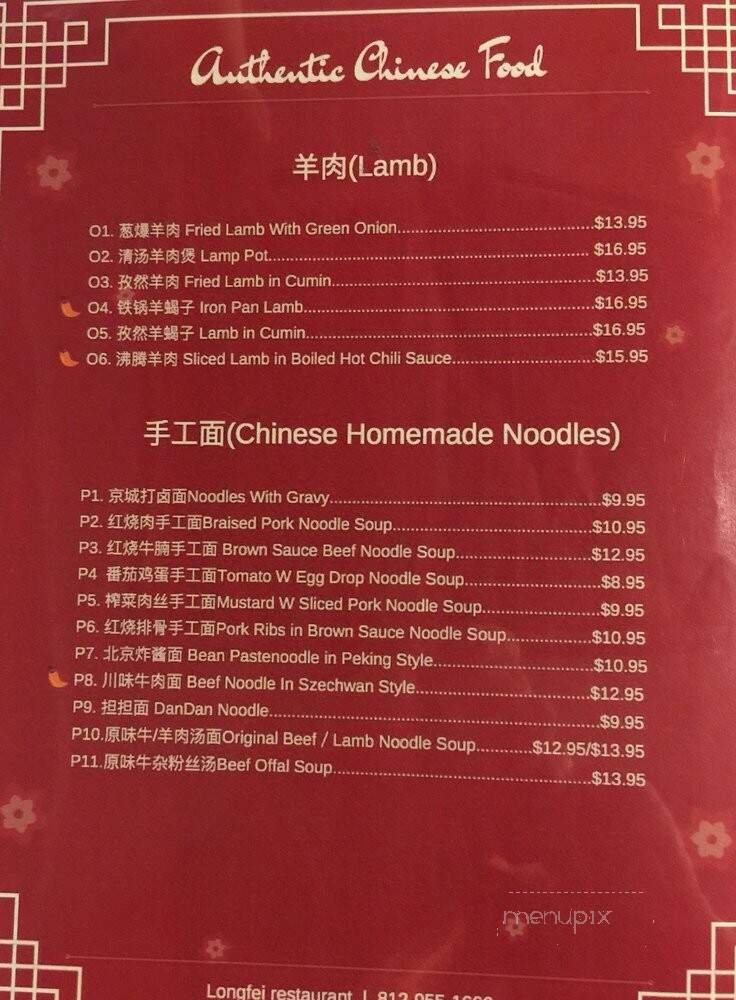 Authentic Chinese Food
羊肉(Lamb)
O1. 葱爆羊肉 Fried Lamb With Green Onion....................$13.95
O2. 清汤羊肉煲 Lamp Pot.................... $16.95
O3. 孜然羊肉 Fried Lamb in Cumin....................$13.95
O4. 铁锅羊蝎子 Iron Pan Lamb....................$16.95
O5. 孜然羊蝎子 Lamb in Cumin....................$16.95
O6. 沸腾羊肉 Sliced Lamb in Boiled Hot Chili Sauce....................$15.95
手工面(Chinese Homemade Noodles)
P1. 京城打卤面Noodles With Gravy....................$9.95
P2. 红烧肉手工面Braised Pork Noodle Soup....................$10.95
P3. 红烧牛腩手工面 Brown Sauce Beef Noodle Soup....................$12.95
P4 番茄鸡蛋手工面Tomato W Egg Drop Noodle Soup....................$8.95
P5. 榨菜肉丝手工面Mustard W Sliced Pork Noodle Soup....................$9.95
P6. 红烧排骨手工面Pork Ribs in Brown Sauce Noodle Soup....................$10.95
P7. 北京炸酱面 Bean Pastenoodle in Peking Style....................$10.95
P8. 川味牛肉面 Beef Noodle In Szechwan Style....................$12.95
P9. 担担面 DanDan Noodle....................$9.95
P10.原味牛/羊肉汤面Original Beef / Lamb Noodle Soup............$12.95/$13.95
P11.原味牛杂粉丝汤Beef Offal Soup....................$13.95
menupix
Longfei restaurant | 812-955-1600